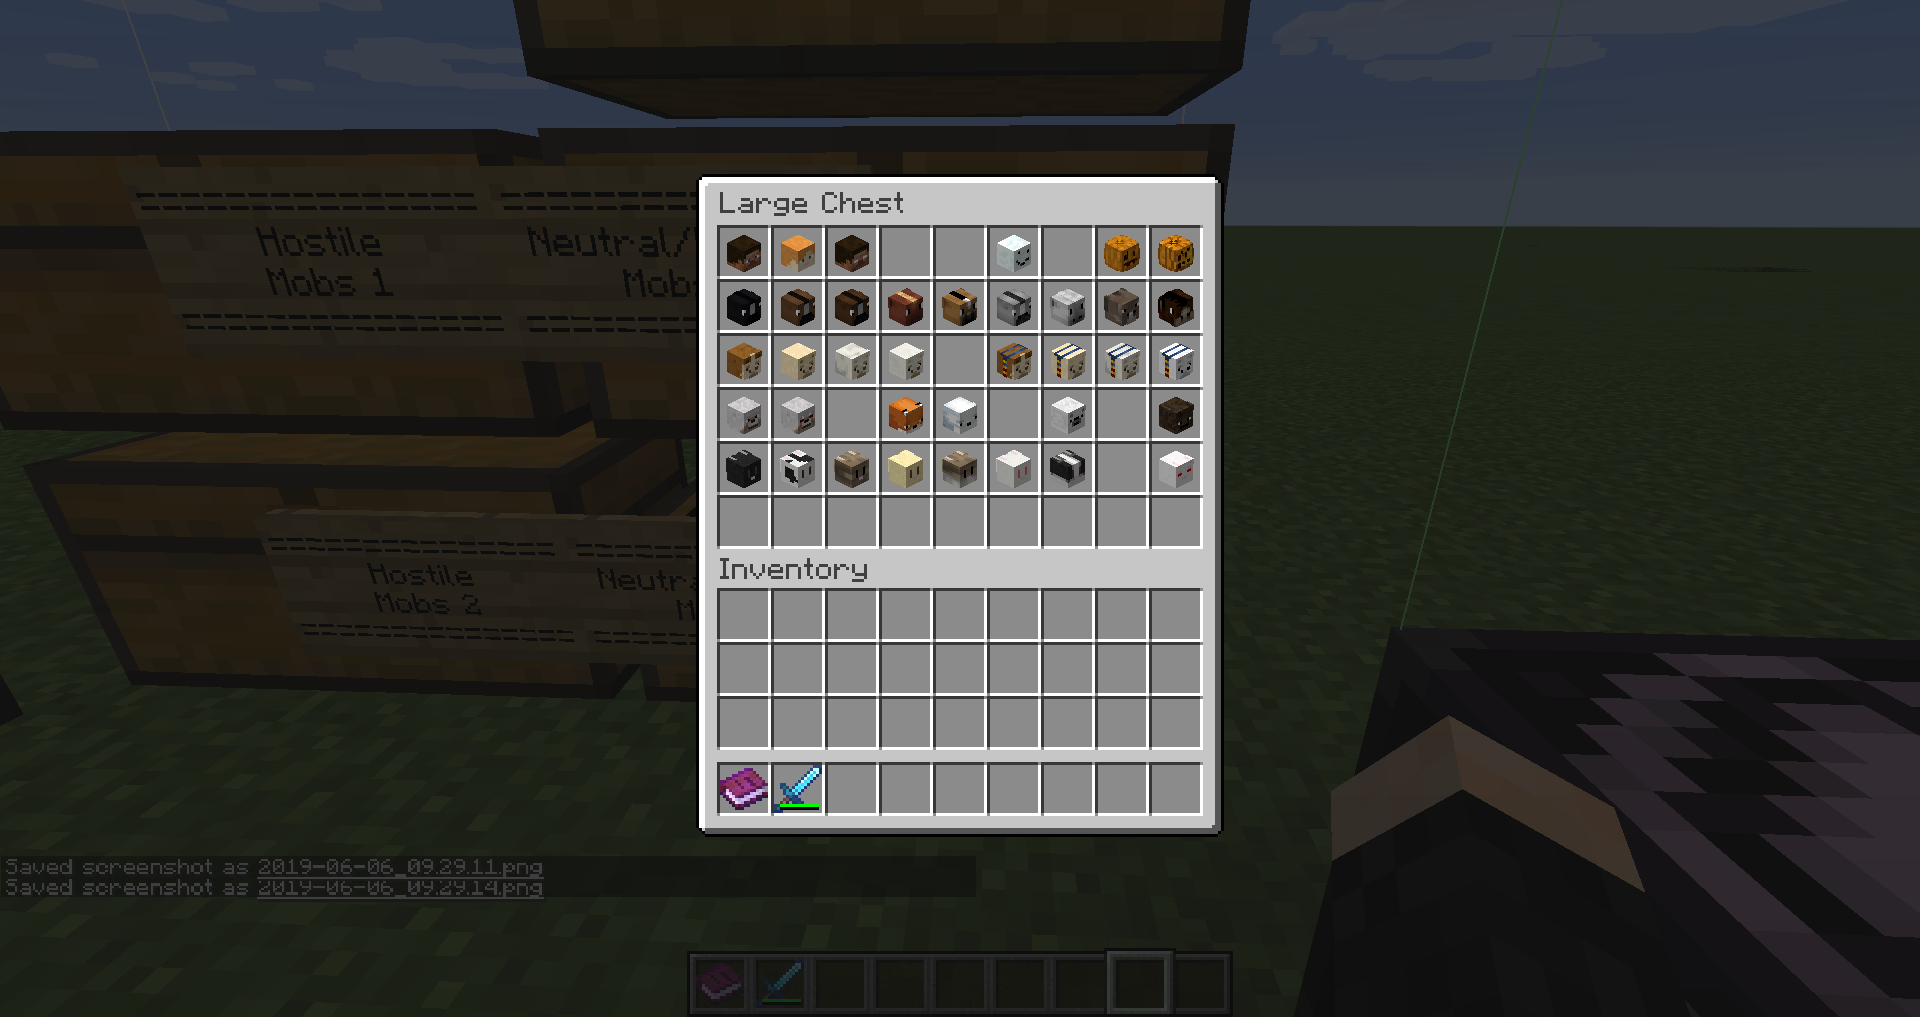 Large Chest
Hostile
Mobs 1
Neutral/
Mob
Inventory
Hostile
Mobs 2
Neutr
M
Saved screenshot as 2019-06-06_09.29.11.png
Saved screenshot as 2019-06-06_09.29.14.png